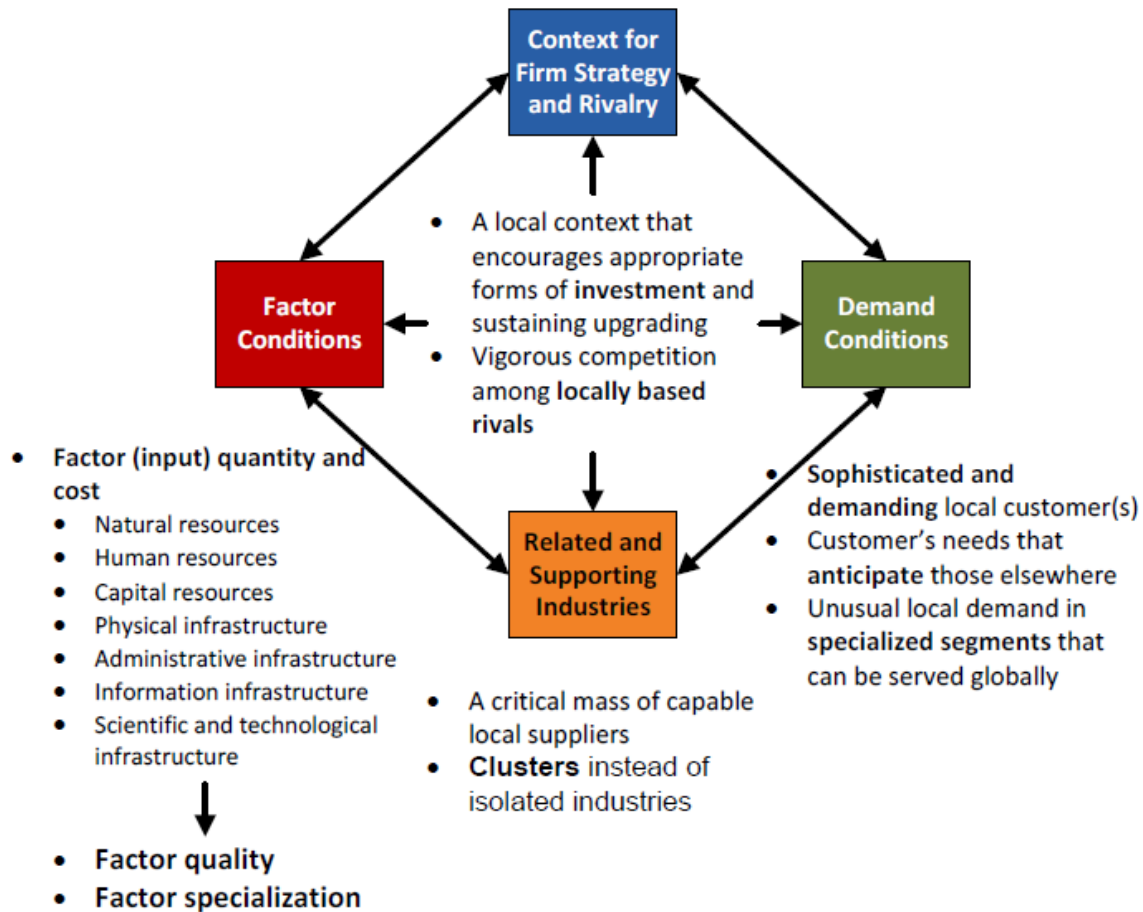 Context for
Firm Strategy
and Rivalry
• A local context that
encourages appropriate
forms of investment and
sustaining upgrading
• Vigorous competition
among locally based
rivals
Factor
Conditions
Demand
Conditions
• Factor (input) quantity and
cost
• Natural resources
• Human resources
• Capital resources
• Physical infrastructure
• Administrative infrastructure
• Information infrastructure
• Scientific and technological
infrastructure
• Factor quality
• Factor specialization
Related and
Supporting
Industries
• A critical mass of capable
local suppliers
• Clusters instead of
isolated industries
• Sophisticated and
demanding local customer(s)
• Customer’s needs that
anticipate those elsewhere
• Unusual local demand in
specialized segments that
can be served globally